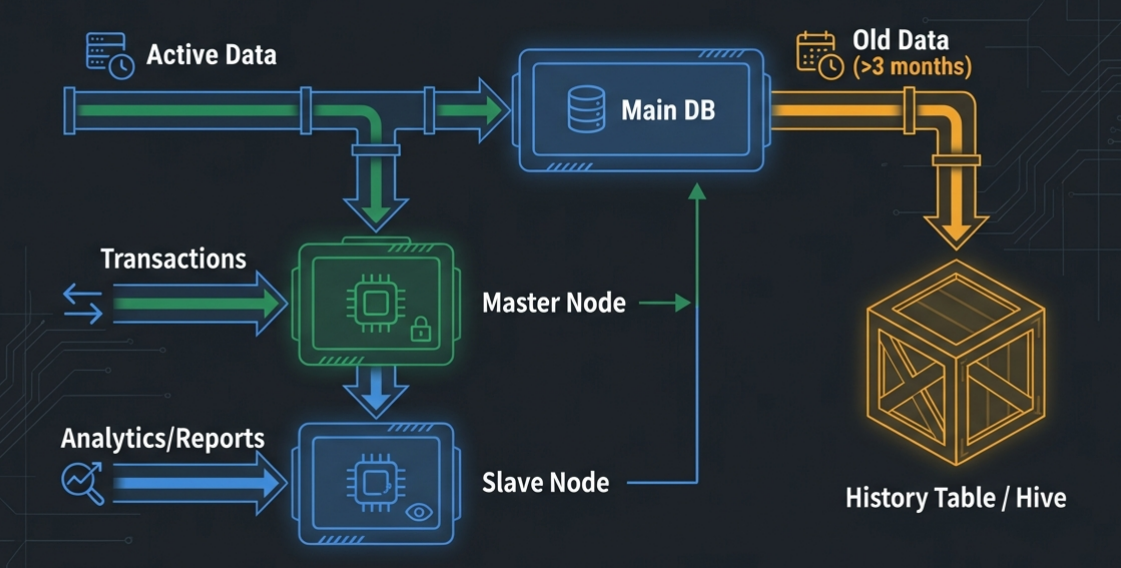 Active Data
Old Data
(>3 months)
Main DB
Transactions
Master Node
Analytics/Reports
Slave Node
History Table / Hive